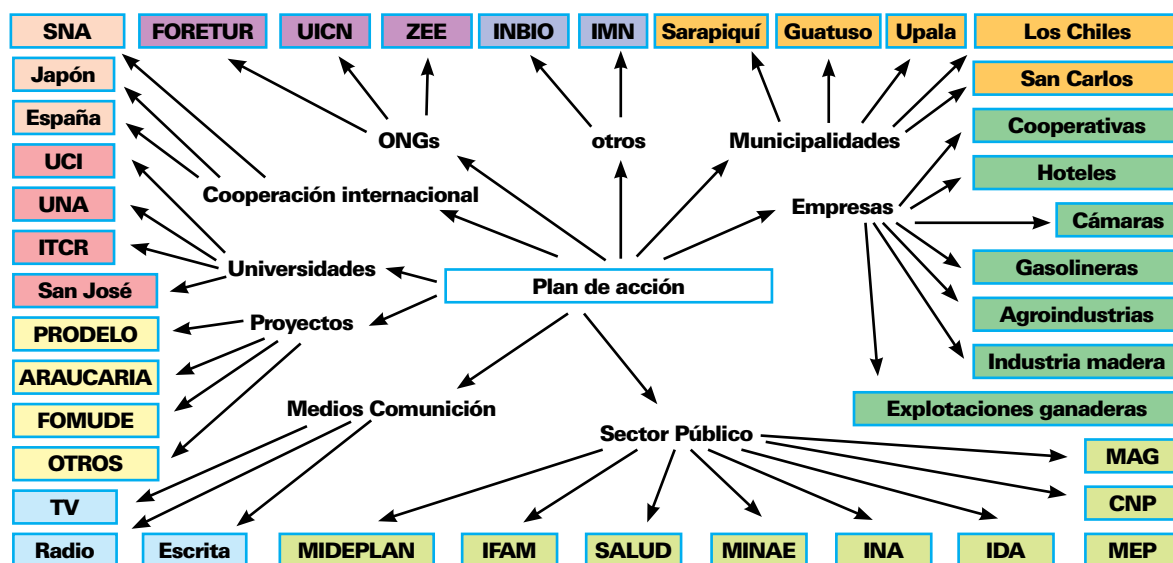 SNA
FORETUR
UICN
ZEE
INBIO
IMN
Sarapiquí
Guatuso
Upala
Los Chiles
Japón
San Carlos
España
ONGs
otros
Municipalidades
Cooperativas
UCI
Hoteles
Cooperación internacional
UNA
Empresas
Cámaras
ITCR
Universidades
Gasolineras
San José
Plan de acción
Agroindustrias
PRODELO
Proyectos
Industria madera
ARAUCARIA
Medios Comunición
Explotaciones ganaderas
FOMUDE
Sector Público
OTROS
MAG
TV
CNP
Radio
Escrita
MIDEPLAN
IFAM
SALUD
MINAE
INA
IDA
MEP